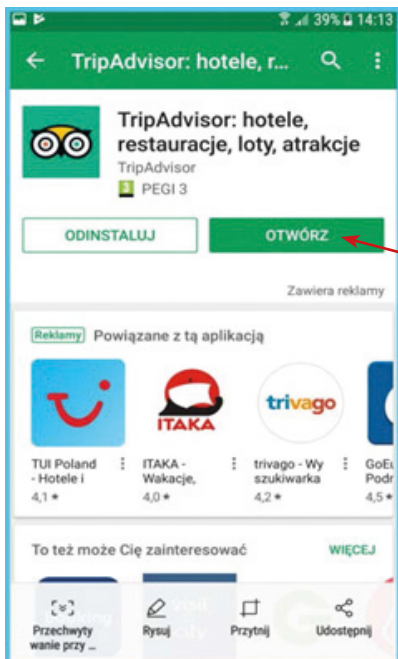 39% 14:13
TripAdvisor: hotele, r...
TripAdvisor: hotele,
restauracje, loty, atrakcje
TripAdvisor
3 PEGI 3
ODINSTALUJ
OTWÓRZ
Zawiera reklamy
Reklamy Powiązane z tą aplikacją
ITAKA
trivago
TUI Poland
- Hotele i
4,1 ★
ITAKA -
Wakacje,
4,0 ★
trivago - Wy
szukiwarka
4,2 ★
GoEu
Podr
4,5 ★
To też może Cię zainteresować
WIĘCEJ
Przechwyty
wanie przy ...
Rysuj
Przytnij
Udostępnij